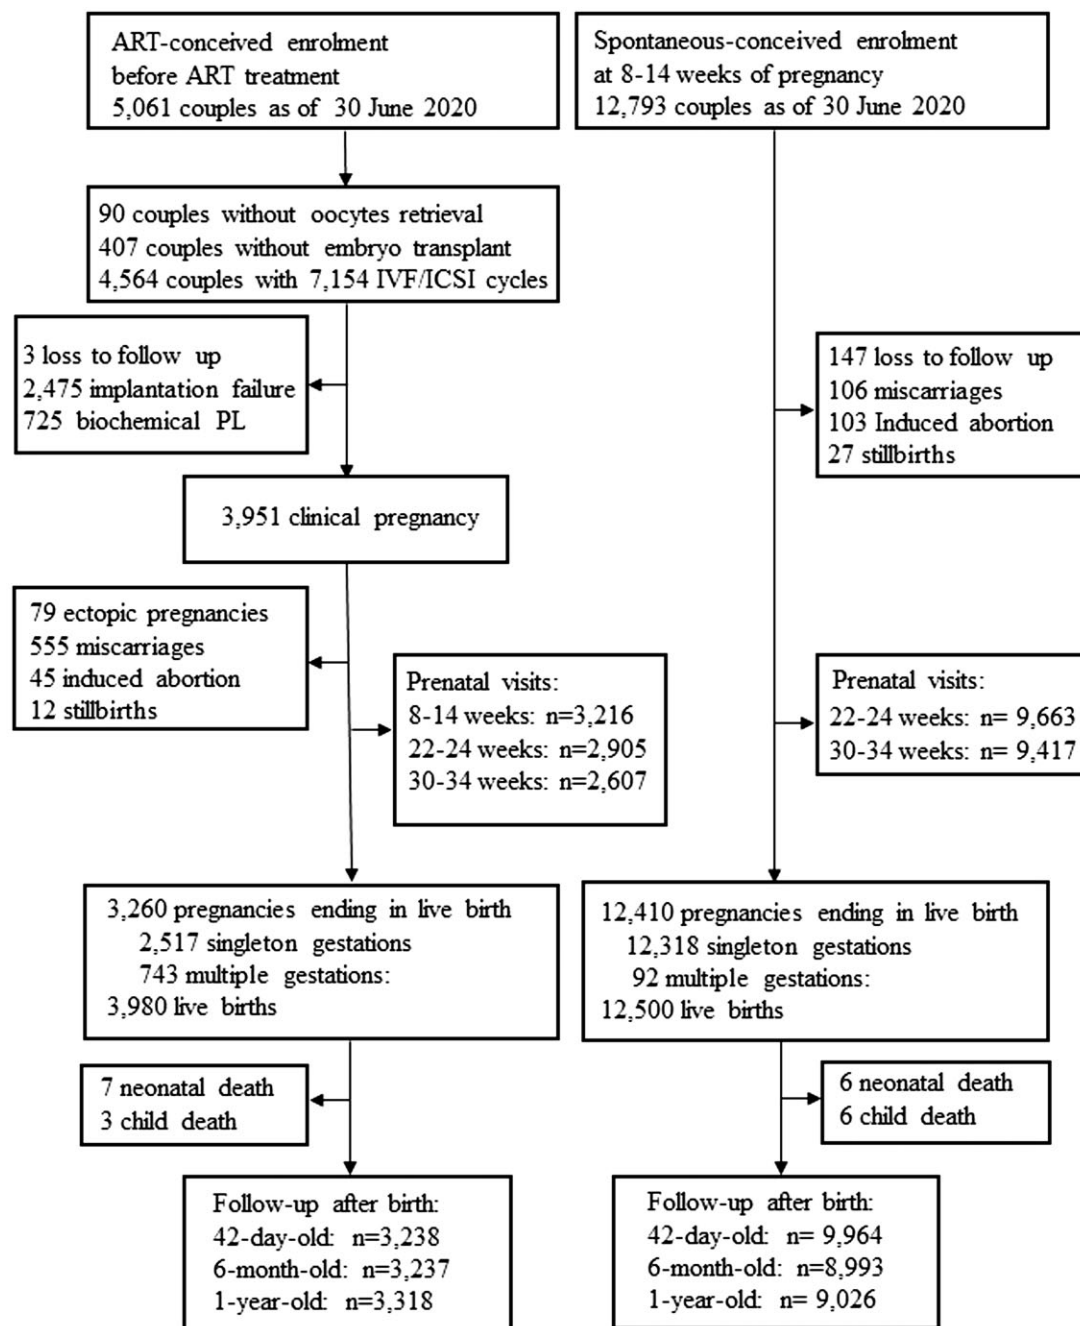 ART-conceived enrolment
before ART treatment
5,061 couples as of 30 June 2020
Spontaneous-conceived enrolment
at 8-14 weeks of pregnancy
12,793 couples as of 30 June 2020
90 couples without oocytes retrieval
407 couples without embryo transplant
4,564 couples with 7,154 IVF/ICSI cycles
3 loss to follow up
2,475 implantation failure
725 biochemical PL
147 loss to follow up
106 miscarriages
103 Induced abortion
27 stillbirths
3,951 clinical pregnancy
79 ectopic pregnancies
555 miscarriages
45 induced abortion
12 stillbirths
Prenatal visits:
8-14 weeks: n=3,216
22-24 weeks: n=2,905
30-34 weeks: n=2,607
Prenatal visits:
22-24 weeks: n= 9,663
30-34 weeks: n= 9,417
3,260 pregnancies ending in live birth
2,517 singleton gestations
743 multiple gestations:
3,980 live births
12,410 pregnancies ending in live birth
12,318 singleton gestations
92 multiple gestations:
12,500 live births
7 neonatal death
3 child death
6 neonatal death
6 child death
Follow-up after birth:
42-day-old: n=3,238
6-month-old: n=3,237
1-year-old: n=3,318
Follow-up after birth:
42-day-old: n= 9,964
6-month-old: n=8,993
1-year-old: n= 9,026